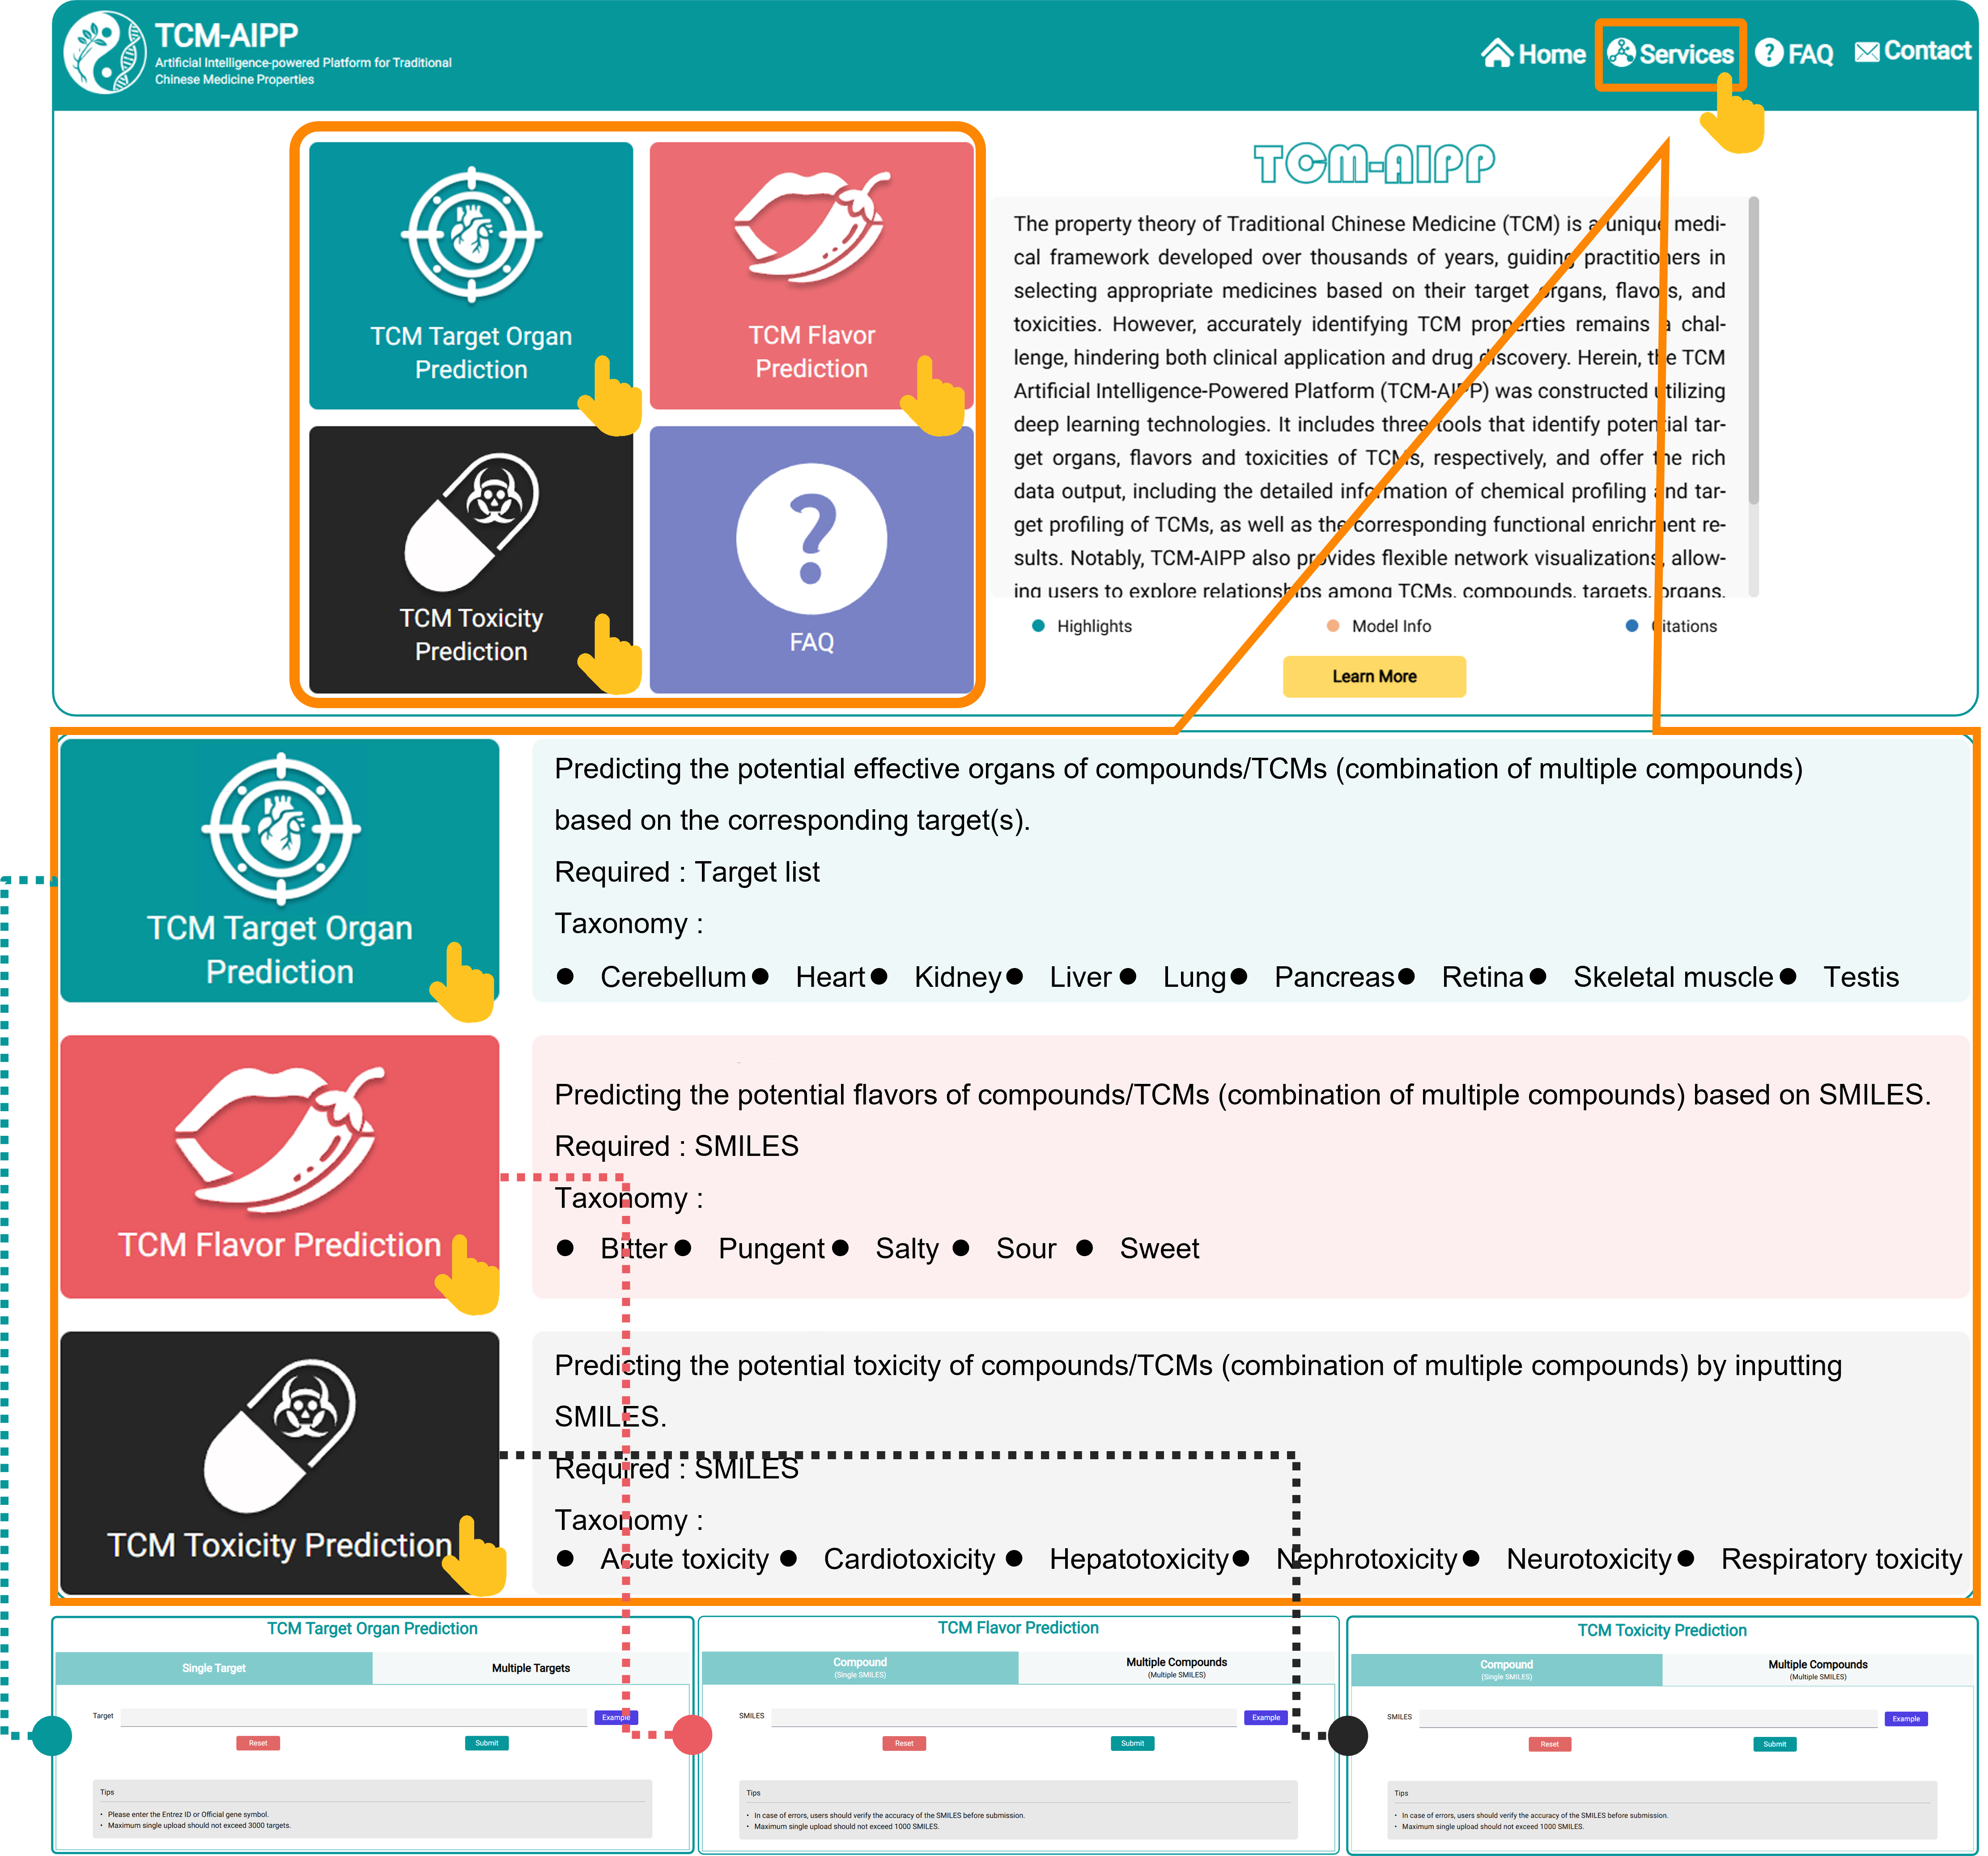 TCM-AIPP
Artificial Intelligence-powered Platform for Traditional
Chinese Medicine Properties
Home
Services
? FAQ
Contact
TCM Target Organ
Prediction
TCM Flavor
Prediction
TCM Toxicity
Prediction
?
FAQ
TCM-AIPP
The property theory of Traditional Chinese Medicine (TCM) is a unique medi-
cal framework developed over thousands of years, guiding practitioners in
selecting appropriate medicines based on their target organs, flavors, and
toxicities. However, accurately identifying TCM properties remains a chal-
lenge, hindering both clinical application and drug discovery. Herein, the TCM
Artificial Intelligence-Powered Platform (TCM-AIPP) was constructed utilizing
deep learning technologies. It includes three tools that identify potential tar-
get organs, flavors and toxicities of TCMs, respectively, and offer the rich
data output, including the detailed information of chemical profiling and tar-
get profiling of TCMs, as well as the corresponding functional enrichment re-
sults. Notably, TCM-AIPP also provides flexible network visualizations, allow-
ing users to explore relationships among TCMs, compounds, targets, organs,
● Highlights
● Model Info
● Citations
Learn More
TCM Target Organ
Prediction
Predicting the potential effective organs of compounds/TCMs (combination of multiple compounds)
based on the corresponding target(s).
Required : Target list
Taxonomy :
● Cerebellum ● Heart ● Kidney ● Liver ● Lung ● Pancreas ● Retina ● Skeletal muscle ● Testis
TCM Flavor Prediction
Predicting the potential flavors of compounds/TCMs (combination of multiple compounds) based on SMILES.
Required : SMILES
Taxonomy :
● Bitter ● Pungent ● Salty ● Sour ● Sweet
TCM Toxicity Prediction
Predicting the potential toxicity of compounds/TCMs (combination of multiple compounds) by inputting
SMILES.
Required : SMILES
Taxonomy :
● Acute toxicity ● Cardiotoxicity ● Hepatotoxicity ● Nephrotoxicity ● Neurotoxicity ● Respiratory toxicity
TCM Target Organ Prediction
Single Target
Multiple Targets
Target
Example
Reset
Submit
Tips
• Please enter the Entrez ID or Official gene symbol.
• Maximum single upload should not exceed 3000 targets.
TCM Flavor Prediction
Compound
(Single SMILES)
Multiple Compounds
(Multiple SMILES)
SMILES
Example
Reset
Submit
Tips
• In case of errors, users should verify the accuracy of the SMILES before submission.
• Maximum single upload should not exceed 1000 SMILES.
TCM Toxicity Prediction
Compound
(Single SMILES)
Multiple Compounds
(Multiple SMILES)
SMILES
Example
Reset
Submit
Tips
• In case of errors, users should verify the accuracy of the SMILES before submission.
• Maximum single upload should not exceed 1000 SMILES.